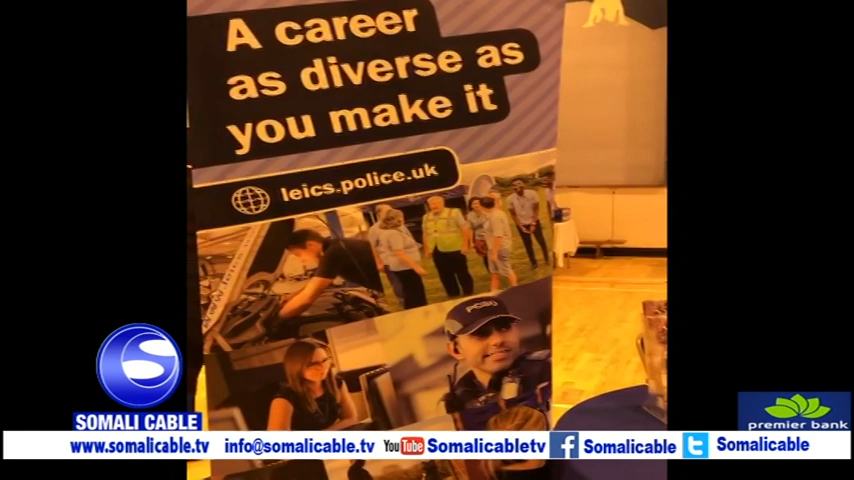 A career
as diverse as
you make it
leics.police.uk
PCSO
SOMALI CABLE
premier bank
www.somalicable.tv info@somalicable.tv YouTube Somalicabletv f Somalicable Somalicable